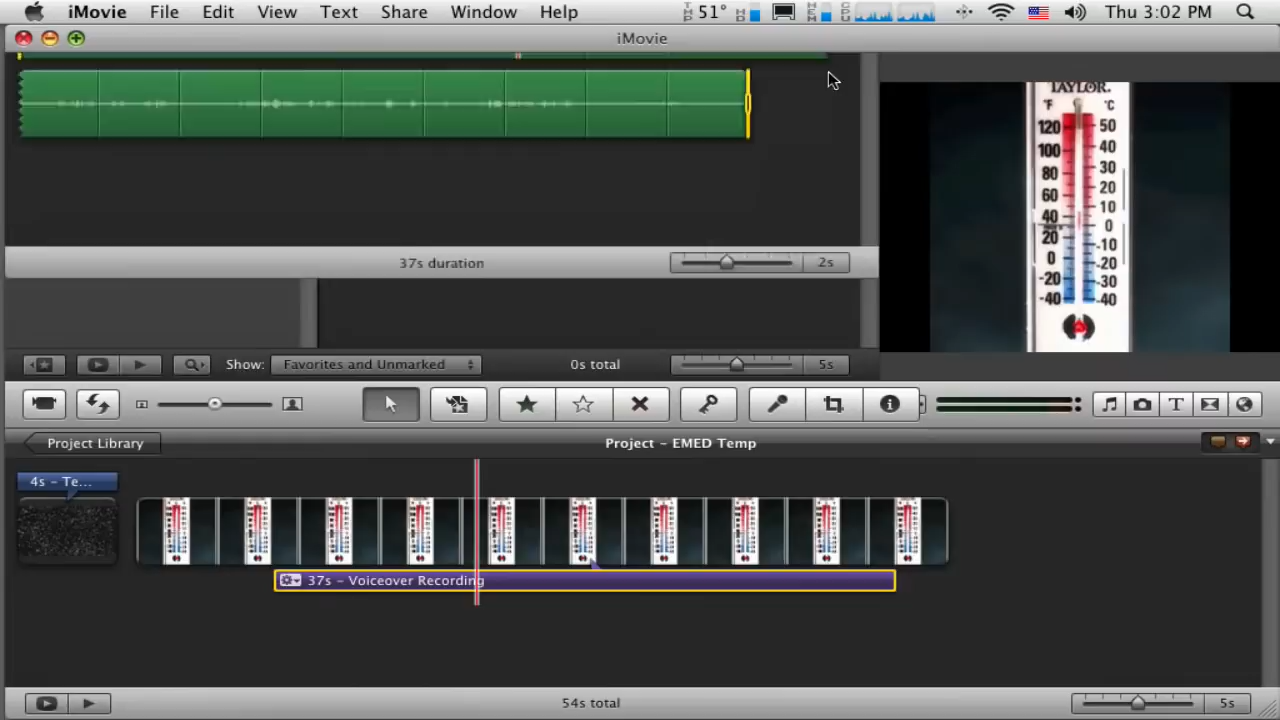 iMovie File Edit View Text Share Window Help 51° Thu 3:02 PM
iMovie
TAYLOR
°F °C
120 50
100 40
80 30
60 20
40 10
20 0
0 -10
-20 -20
-40 -30
-40
37s duration 2s
Show: Favorites and Unmarked 0s total 5s
Project Library Project – EMED Temp
4s – Te...
37s – Voiceover Recording
54s total 5s